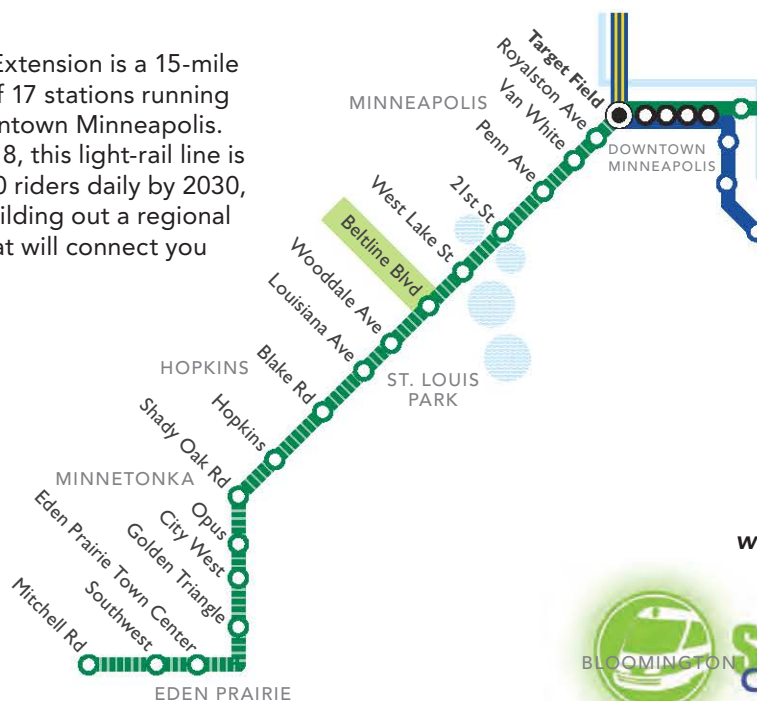 Extension is a 15-mile
17 stations running
town Minneapolis.
8, this light-rail line is
0 riders daily by 2030,
ilding out a regional
at will connect you
Target Field
Royalston Ave
Van White
Penn Ave
21st St
West Lake St
Beltline Blvd
Wooddale Ave
Louisiana Ave
Blake Rd
Hopkins
Shady Oak Rd
Opus
City West
Golden Triangle
Eden Prairie Town Center
Southwest
Mitchell Rd
MINNEAPOLIS
DOWNTOWN
MINNEAPOLIS
ST. LOUIS
PARK
HOPKINS
MINNETONKA
EDEN PRAIRIE
BLOOMINGTON
w
S